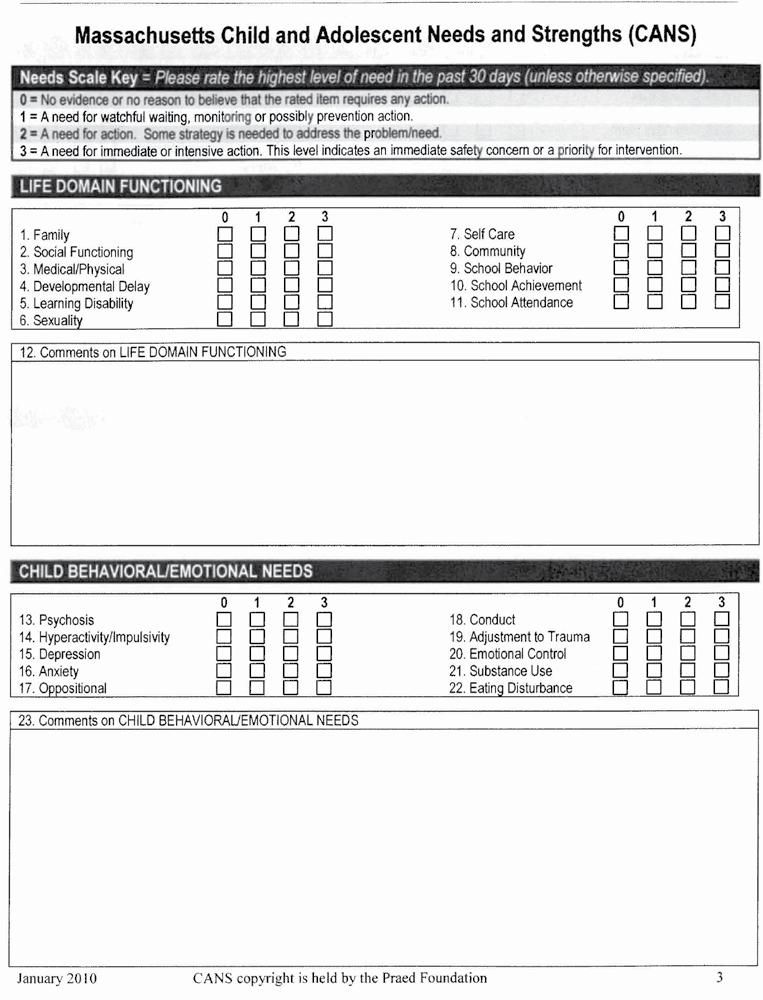 Massachusetts Child and Adolescent Needs and Strengths (CANS)
Needs Scale Key = Please rate the highest level of need in the past 30 days (unless otherwise specified).
0 = No evidence or no reason to believe that the rated item requires any action.
1 = A need for watchful waiting, monitoring or possibly prevention action.
2 = A need for action. Some strategy is needed to address the problem/need.
3 = A need for immediate or intensive action. This level indicates an immediate safety concern or a priority for intervention.
LIFE DOMAIN FUNCTIONING
0 1 2 3
1. Family
2. Social Functioning
3. Medical/Physical
4. Developmental Delay
5. Learning Disability
6. Sexuality
0 1 2 3
7. Self Care
8. Community
9. School Behavior
10. School Achievement
11. School Attendance
12. Comments on LIFE DOMAIN FUNCTIONING
CHILD BEHAVIORAL/EMOTIONAL NEEDS
0 1 2 3
13. Psychosis
14. Hyperactivity/Impulsivity
15. Depression
16. Anxiety
17. Oppositional
0 1 2 3
18. Conduct
19. Adjustment to Trauma
20. Emotional Control
21. Substance Use
22. Eating Disturbance
23. Comments on CHILD BEHAVIORAL/EMOTIONAL NEEDS
January 2010 CANS copyright is held by the Praed Foundation 3